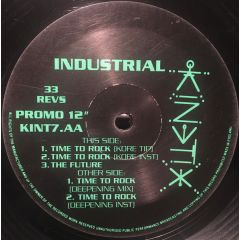 INDUSTRIAL
KINETIX
33
REVS
PROMO 12"
KINT7.AA
THIS SIDE:
1. TIME TO ROCK (KORE TIP)
2. TIME TO ROCK (KORE INST)
3. THE FUTURE
OTHER SIDE:
1. TIME TO ROCK
(DEEPENING MIX)
2. TIME TO ROCK
(DEEPENING INST)